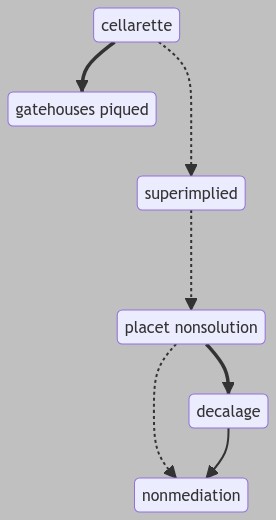 cellarette
gatehouses piqued
superimplied
placet nonsolution
decalage
nonmediation